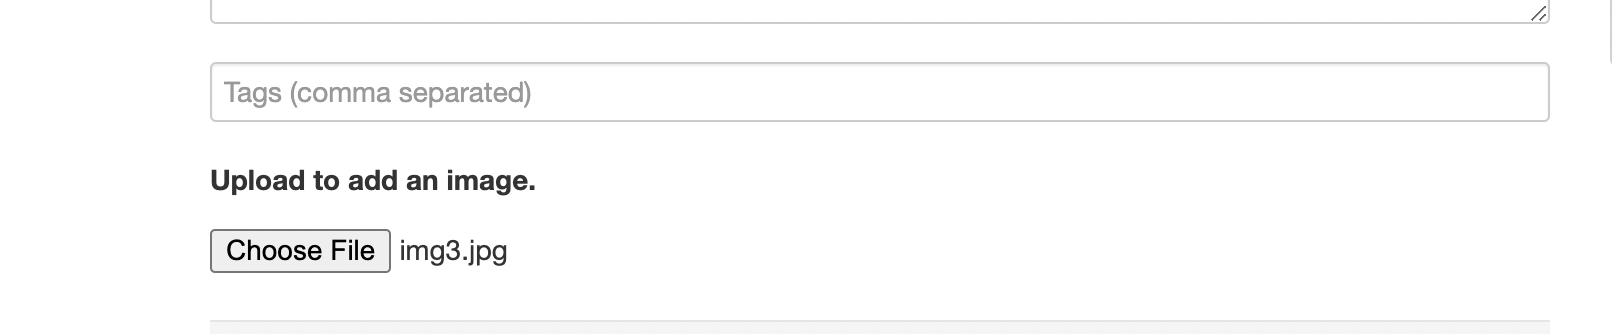 Tags (comma separated)
Upload to add an image.
Choose File img3.jpg